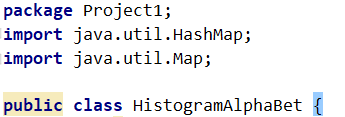 package Project1;
import java.util.HashMap;
import java.util.Map;
public class HistogramAlphaBet {